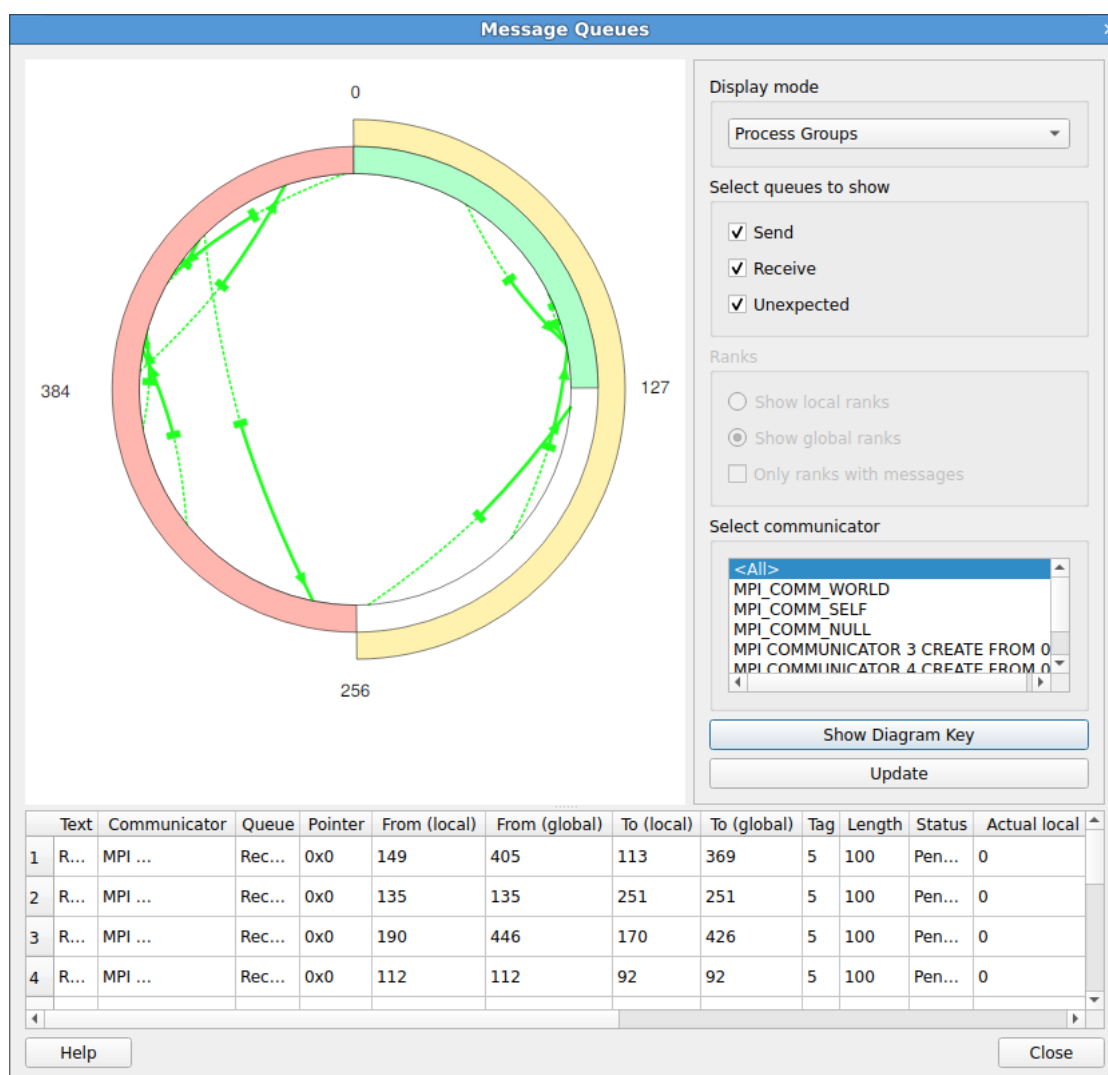 Message Queues
0
384
127
256
Display mode
Process Groups
Select queues to show
Send
Receive
Unexpected
Ranks
Show local ranks
Show global ranks
Only ranks with messages
Select communicator
<All>
MPI_COMM_WORLD
MPI_COMM_SELF
MPI_COMM_NULL
MPI COMMUNICATOR 3 CREATE FROM 0
MPI COMMUNICATOR 4 CREATE FROM 0
Show Diagram Key
Update
Text Communicator Queue Pointer From (local) From (global) To (local) To (global) Tag Length Status Actual local
1 R... MPI ... Rec... 0x0 149 405 113 369 5 100 Pen... 0
2 R... MPI ... Rec... 0x0 135 135 251 251 5 100 Pen... 0
3 R... MPI ... Rec... 0x0 190 446 170 426 5 100 Pen... 0
4 R... MPI ... Rec... 0x0 112 112 92 92 5 100 Pen... 0
Help
Close